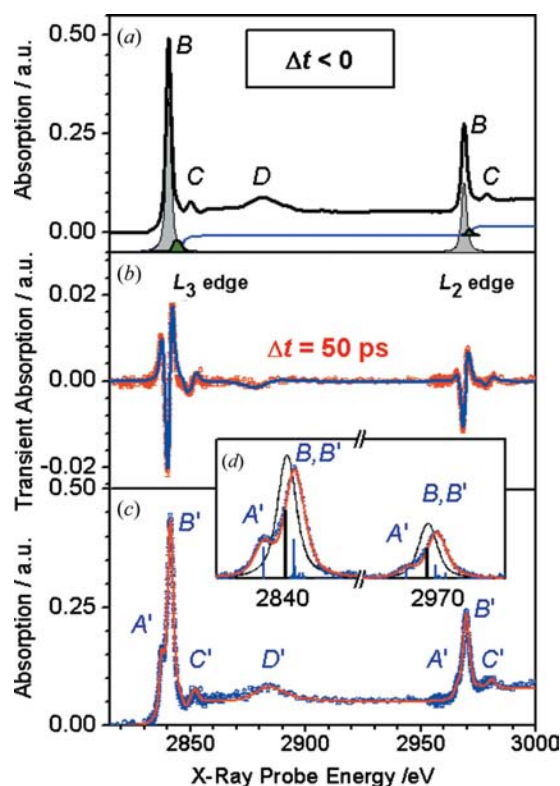 0.50
(a)
B
Δt < 0
Absorption / a.u.
0.25
B
C
D
C
0.00
(b)
L3 edge
L2 edge
0.02
Δt = 50 ps
Transient Absorption / a.u.
0.00
-0.02
(d)
B, B'
A'
B, B'
A'
2840
2970
0.50
(c)
B'
Absorption / a.u.
A'
0.25
C'
D'
B'
A'
C'
0.00
2850
2900
2950
3000
X-Ray Probe Energy /eV